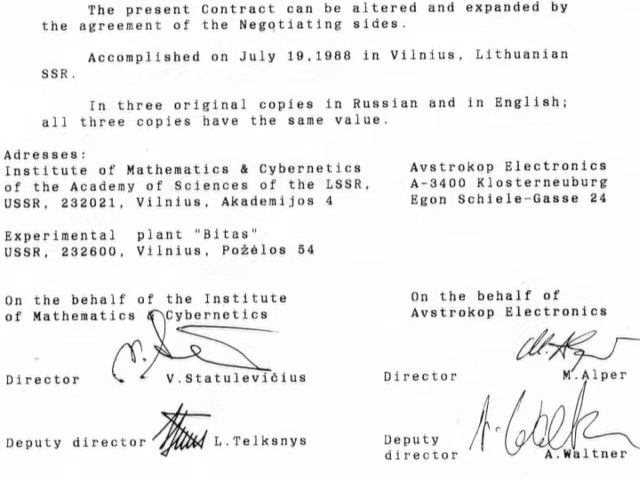 The present Contract can be altered and expanded by
the agreement of the Negotiating sides.
Accomplished on July 19,1988 in Vilnius, Lithuanian
SSR.
In three original copies in Russian and in English;
all three copies have the same value.
Adresses:
Institute of Mathematics & Cybernetics
of the Academy of Sciences of the LSSR,
USSR, 232021, Vilnius, Akademijos 4
Avstrokop Electronics
A-3400 Klosterneuburg
Egon Schiele-Gasse 24
Experimental plant "Bitas"
USSR, 232600, Vilnius, Požėlos 54
On the behalf of the Institute
of Mathematics & Cybernetics
On the behalf of
Avstrokop Electronics
Director V.Statulevičius
Director M.Alper
Deputy director L.Telksnys
Deputy
director A.Waltner